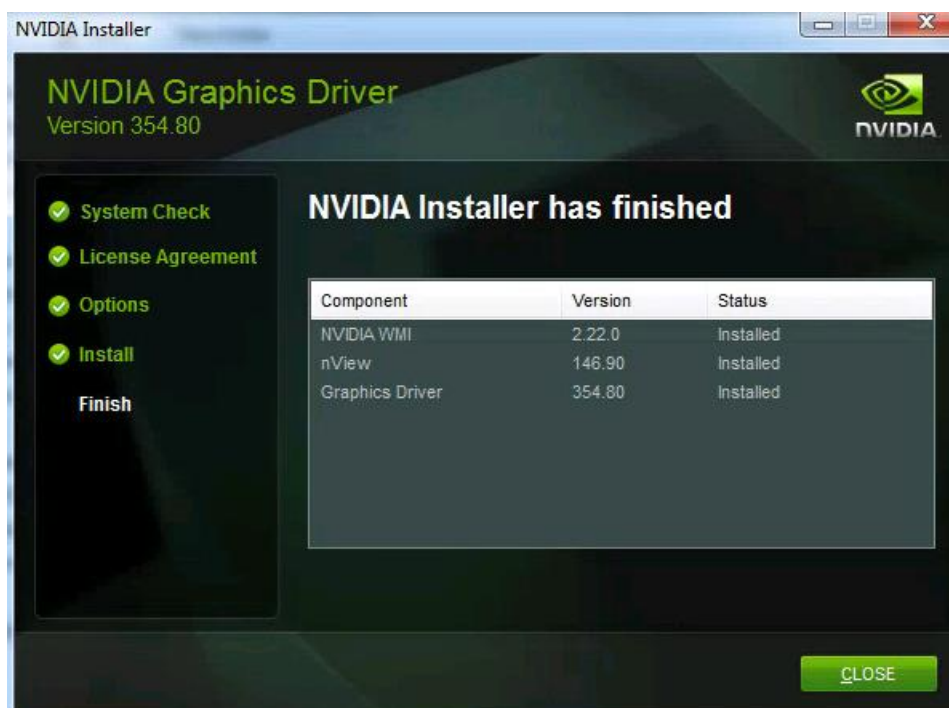 NVIDIA Installer
NVIDIA Graphics Driver
Version 354.80
NVIDIA
System Check
License Agreement
Options
Install
Finish
NVIDIA Installer has finished
Component Version Status
NVIDIA WMI 2.22.0 Installed
nView 146.90 Installed
Graphics Driver 354.80 Installed
CLOSE